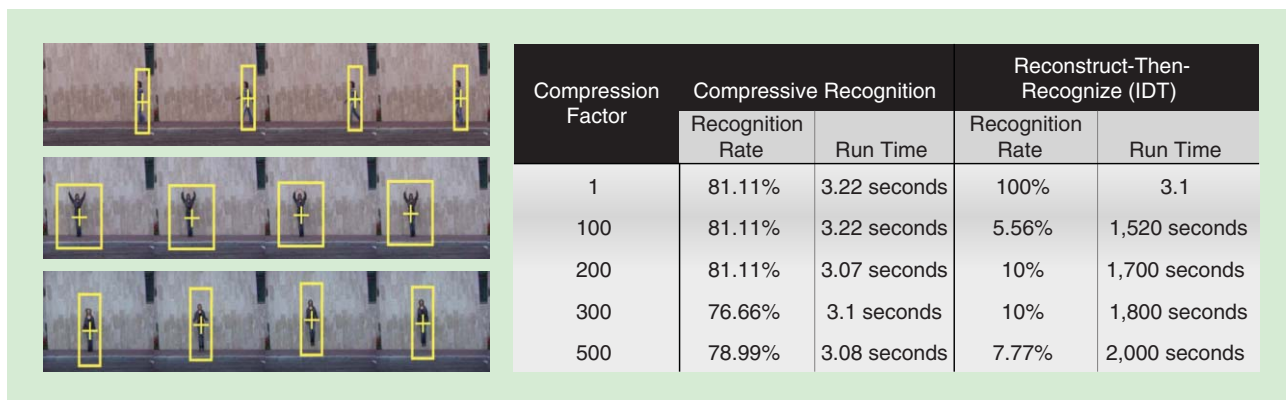 Compression Factor
Compressive Recognition
Reconstruct-Then-Recognize (IDT)
Recognition Rate
Run Time
Recognition Rate
Run Time
1 81.11% 3.22 seconds 100% 3.1
100 81.11% 3.22 seconds 5.56% 1,520 seconds
200 81.11% 3.07 seconds 10% 1,700 seconds
300 76.66% 3.1 seconds 10% 1,800 seconds
500 78.99% 3.08 seconds 7.77% 2,000 seconds